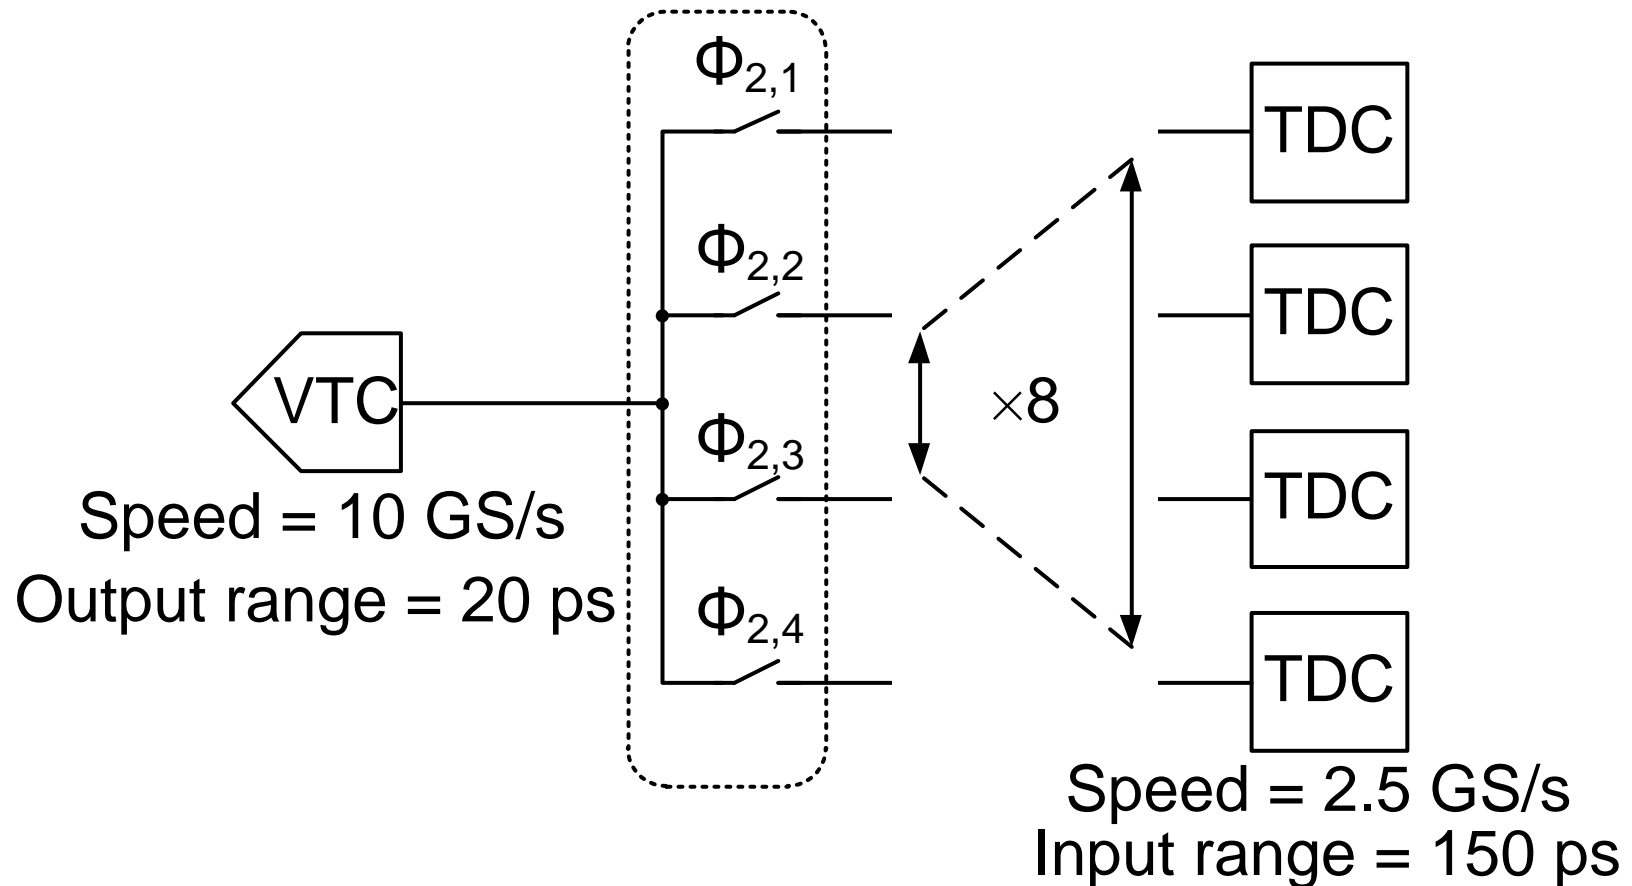 Φ2,1
TDC
Φ2,2
TDC
VTC
×8
Φ2,3
TDC
Speed = 10 GS/s
Output range = 20 ps
Φ2,4
TDC
Speed = 2.5 GS/s
Input range = 150 ps